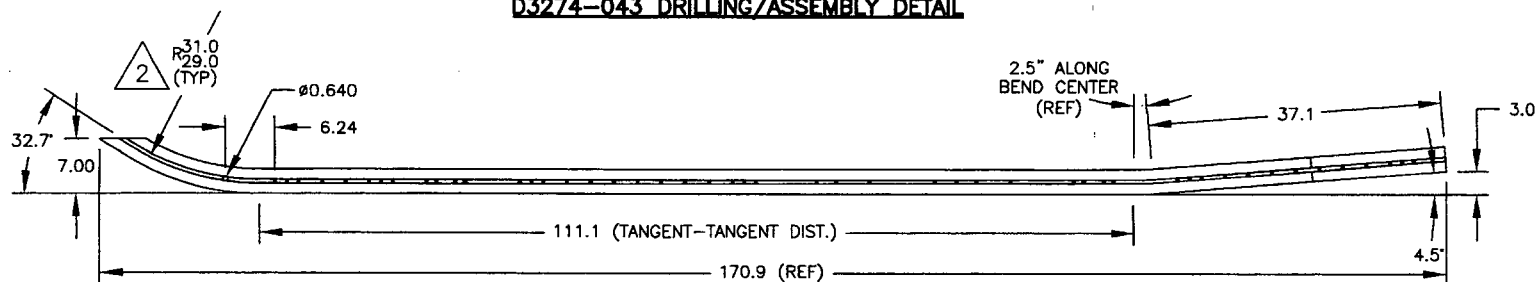 D3274-043 DRILLING/ASSEMBLY DETAIL
2
R31.0
29.0
(TYP)
ø0.640
6.24
32.7°
7.00
2.5" ALONG
BEND CENTER
(REF)
37.1
3.0
111.1 (TANGENT-TANGENT DIST.)
4.5°
170.9 (REF)